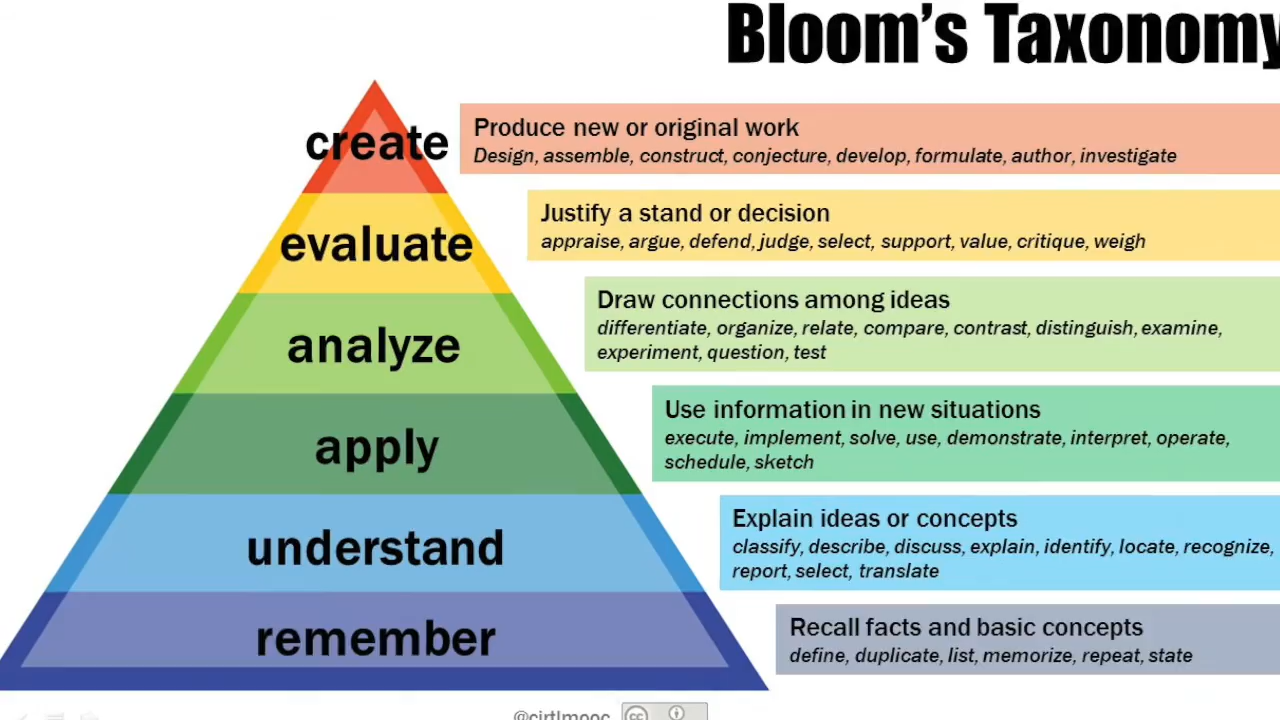 Bloom's Taxonomy
create
Produce new or original work
Design, assemble, construct, conjecture, develop, formulate, author, investigate
evaluate
Justify a stand or decision
appraise, argue, defend, judge, select, support, value, critique, weigh
analyze
Draw connections among ideas
differentiate, organize, relate, compare, contrast, distinguish, examine,
experiment, question, test
apply
Use information in new situations
execute, implement, solve, use, demonstrate, interpret, operate,
schedule, sketch
understand
Explain ideas or concepts
classify, describe, discuss, explain, identify, locate, recognize,
report, select, translate
remember
Recall facts and basic concepts
define, duplicate, list, memorize, repeat, state
@cirtlmooc
cc